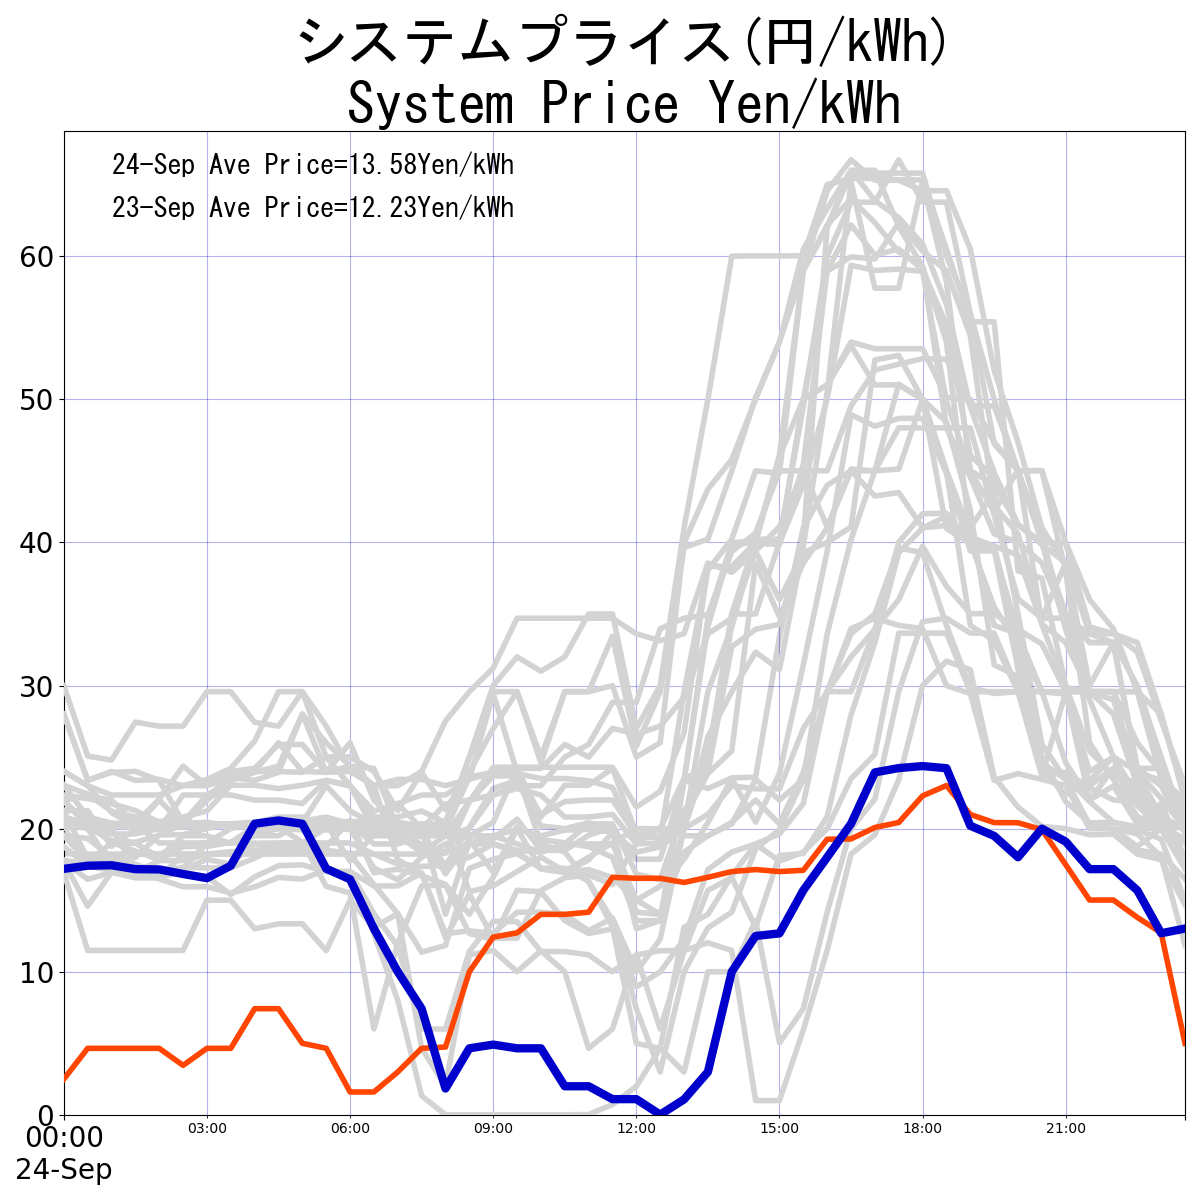 システムプライス(円/kWh)
System Price Yen/kWh
24-Sep Ave Price=13.58Yen/kWh
23-Sep Ave Price=12.23Yen/kWh
60
50
40
30
20
10
0
00:00 03:00 06:00 09:00 12:00 15:00 18:00 21:00
24-Sep